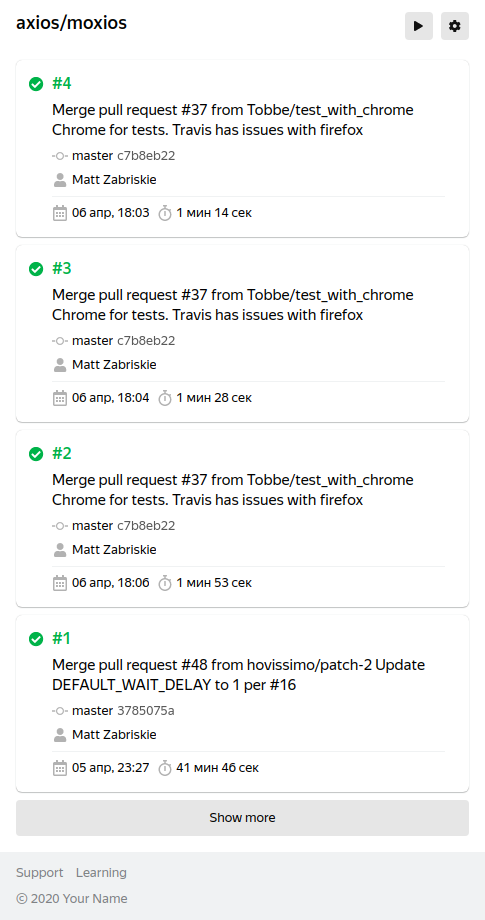 axios/moxios
#4
Merge pull request #37 from Tobbe/test_with_chrome
Chrome for tests. Travis has issues with firefox
master c7b8eb22
Matt Zabriskie
06 апр, 18:03 1 мин 14 сек
#3
Merge pull request #37 from Tobbe/test_with_chrome
Chrome for tests. Travis has issues with firefox
master c7b8eb22
Matt Zabriskie
06 апр, 18:04 1 мин 28 сек
#2
Merge pull request #37 from Tobbe/test_with_chrome
Chrome for tests. Travis has issues with firefox
master c7b8eb22
Matt Zabriskie
06 апр, 18:06 1 мин 53 сек
#1
Merge pull request #48 from hovissimo/patch-2 Update
DEFAULT_WAIT_DELAY to 1 per #16
master 3785075a
Matt Zabriskie
05 апр, 23:27 41 мин 46 сек
Show more
Support Learning
© 2020 Your Name